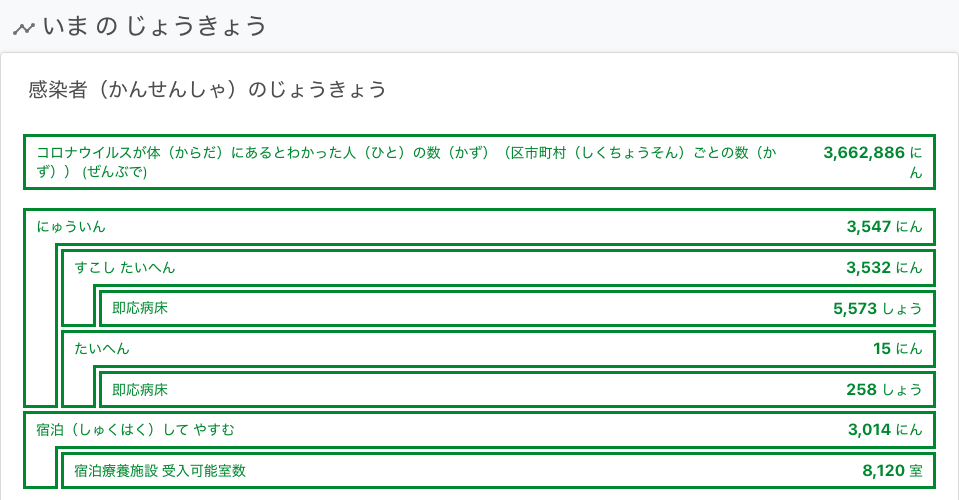 いま の じょうきょう
感染者（かんせんしゃ）のじょうきょう
コロナウイルスが体（からだ）にあるとわかった人（ひと）の数（かず）（区市町村（しくちょうそん）ごとの数（か
ず））（ぜんぶで)
3,662,886 に
ん
にゅういん 3,547 にん
すこし たいへん 3,532 にん
即応病床 5,573 しょう
たいへん 15 にん
即応病床 258 しょう
宿泊（しゅくはく）して やすむ 3,014 にん
宿泊療養施設 受入可能室数 8,120 室